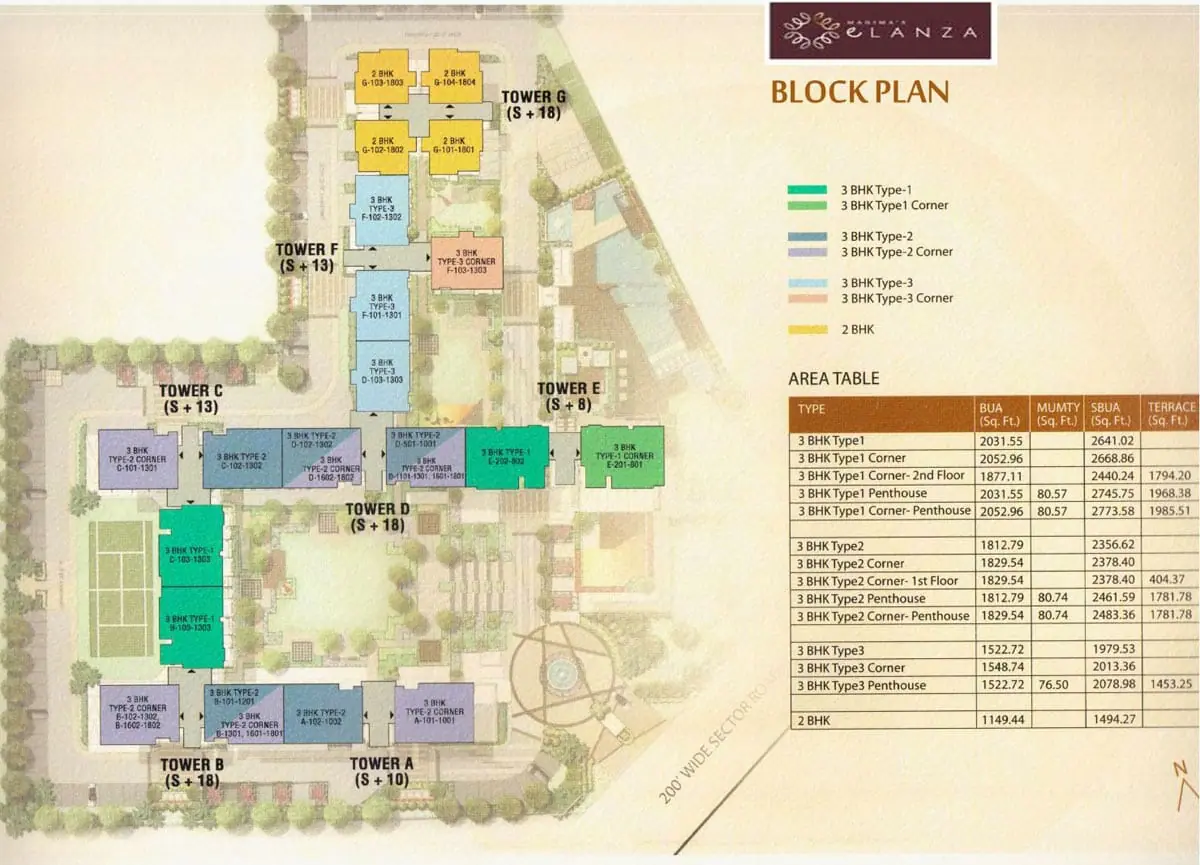 MAHIMA'S
eLANZA
BLOCK PLAN
3 BHK Type-1
3 BHK Type1 Corner
3 BHK Type-2
3 BHK Type-2 Corner
3 BHK Type-3
3 BHK Type-3 Corner
2 BHK
AREA TABLE
TYPE BUA (Sq. Ft.) MUMTY (Sq. Ft.) SBUA (Sq. Ft.) TERRACE (Sq. Ft.)
3 BHK Type1 2031.55 2641.02
3 BHK Type1 Corner 2052.96 2668.86
3 BHK Type1 Corner- 2nd Floor 1877.11 2440.24 1794.20
3 BHK Type1 Penthouse 2031.55 80.57 2745.75 1968.38
3 BHK Type1 Corner- Penthouse 2052.96 80.57 2773.58 1985.51
3 BHK Type2 1812.79 2356.62
3 BHK Type2 Corner 1829.54 2378.40
3 BHK Type2 Corner- 1st Floor 1829.54 2378.40 404.37
3 BHK Type2 Penthouse 1812.79 80.74 2461.59 1781.78
3 BHK Type2 Corner- Penthouse 1829.54 80.74 2483.36 1781.78
3 BHK Type3 1522.72 1979.53
3 BHK Type3 Corner 1548.74 2013.36
3 BHK Type3 Penthouse 1522.72 76.50 2078.98 1453.25
2 BHK 1149.44 1494.27
N
2 BHK
G-103-1803
2 BHK
G-104-1804
TOWER G
(S + 18)
2 BHK
G-102-1802
2 BHK
G-101-1801
3 BHK
TYPE-3
F-102-1302
TOWER F
(S + 13)
3 BHK
TYPE-3 CORNER
F-103-1303
3 BHK
TYPE-3
F-101-1301
3 BHK
TYPE-3
D-103-1303
TOWER C
(S + 13)
TOWER E
(S + 8)
3 BHK
TYPE-2 CORNER
C-101-1301
3 BHK TYPE-2
C-102-1302
3 BHK TYPE-2
D-102-1302
3 BHK
TYPE-2 CORNER
D-1602-1802
3 BHK TYPE-2
D-501-1001
3 BHK
TYPE-2 CORNER
D-1101-1301, 1601-1801
3 BHK TYPE-1
E-202-802
3 BHK
TYPE-1 CORNER
E-201-801
TOWER D
(S + 18)
3 BHK TYPE-1
C-103-1303
3 BHK TYPE-1
B-103-1303
3 BHK
TYPE-2 CORNER
B-102-1302,
B-1602-1802
3 BHK TYPE-2
B-101-1201
3 BHK
TYPE-2 CORNER
B-1301, 1601-1801
3 BHK TYPE-2
A-102-1002
3 BHK
TYPE-2 CORNER
A-101-1001
TOWER B
(S + 18)
TOWER A
(S + 10)
200' WIDE SECTOR ROAD